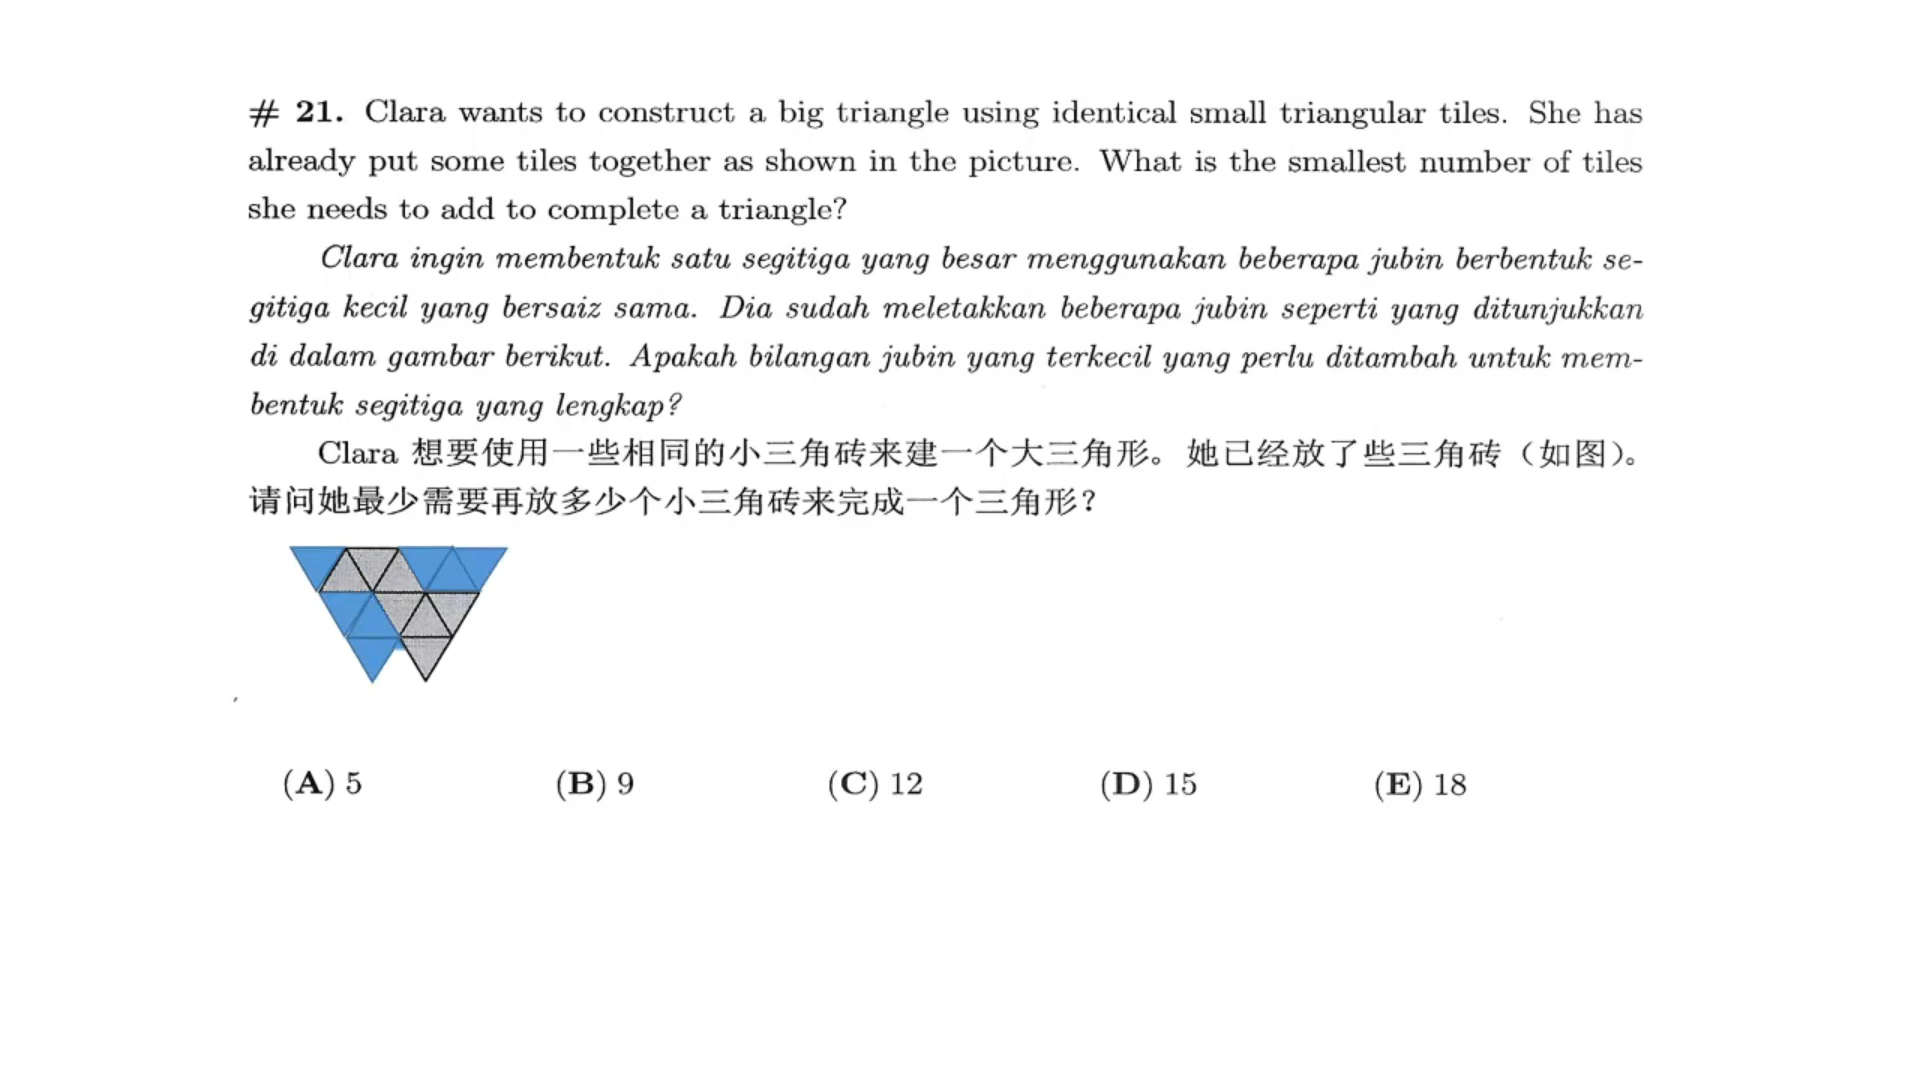 # 21. Clara wants to construct a big triangle using identical small triangular tiles. She has
already put some tiles together as shown in the picture. What is the smallest number of tiles
she needs to add to complete a triangle?
Clara ingin membentuk satu segitiga yang besar menggunakan beberapa jubin berbentuk se-
gitiga kecil yang bersaiz sama. Dia sudah meletakkan beberapa jubin seperti yang ditunjukkan
di dalam gambar berikut. Apakah bilangan jubin yang terkecil yang perlu ditambah untuk mem-
bentuk segitiga yang lengkap?
Clara 想要使用一些相同的小三角砖来建一个大三角形。她已经放了些三角砖（如图）。
请问她最少需要再放多少个小三角砖来完成一个三角形？
(A) 5 (B) 9 (C) 12 (D) 15 (E) 18